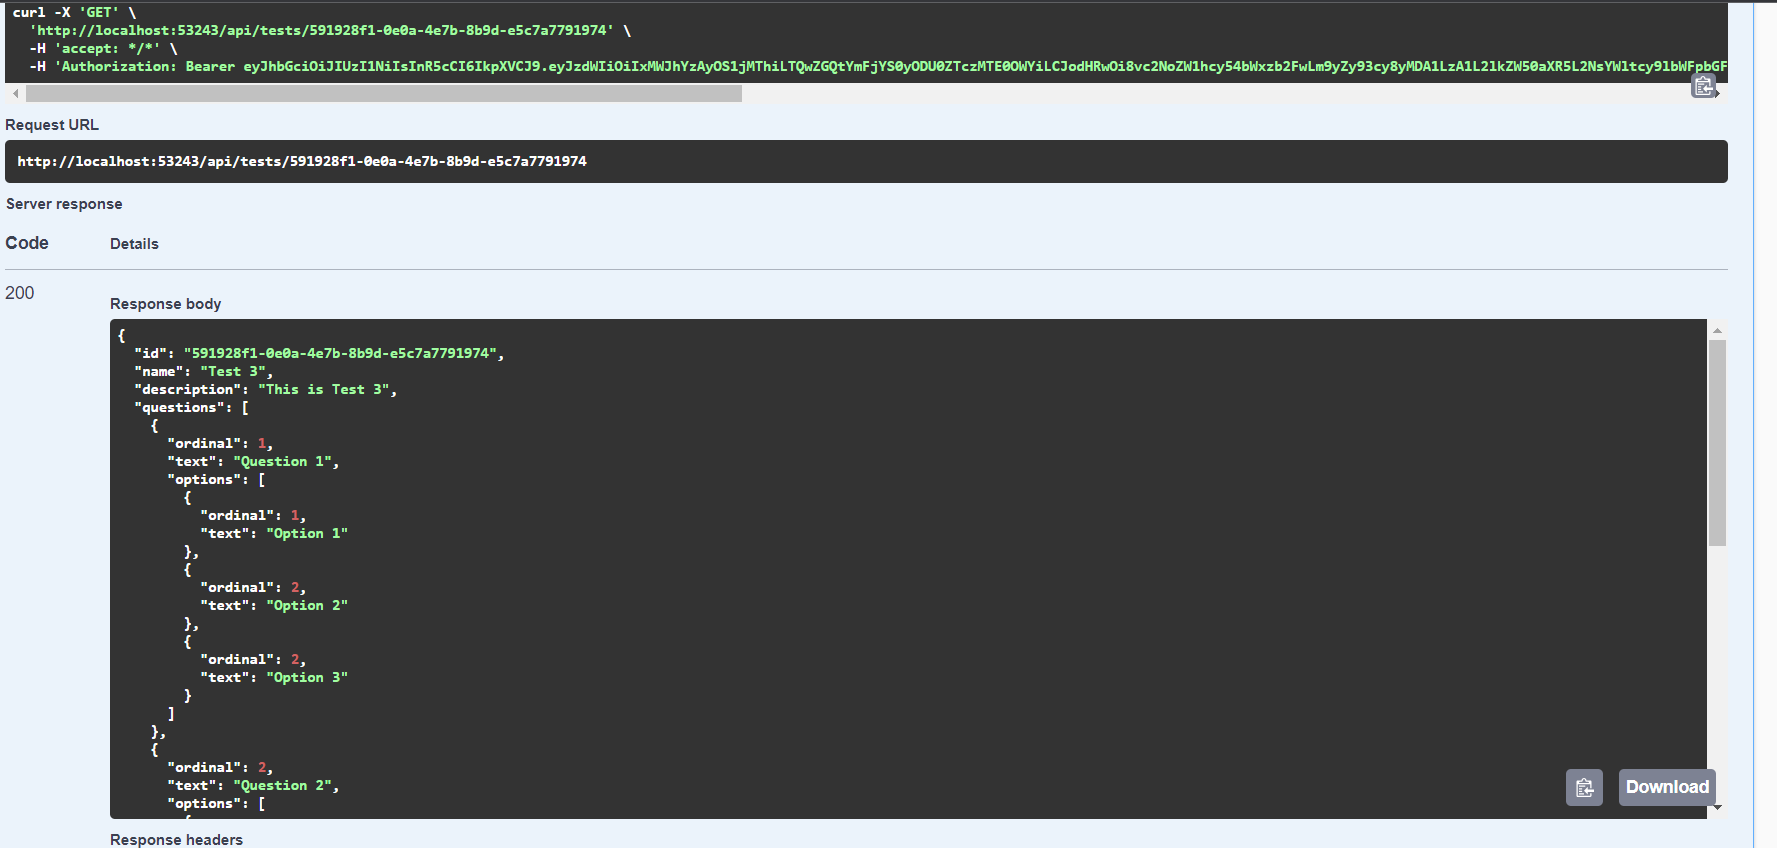 curl -X 'GET' \
'http://localhost:53243/api/tests/591928f1-0e0a-4e7b-8b9d-e5c7a7791974' \
-H 'accept: */*' \
-H 'Authorization: Bearer eyJhbGciOiJIUzI1NiIsInR5cCI6IkpXVCJ9.eyJzdWIiOiIxMWJhYzAyOS1jMThiLTQwZGQtYmFjYS0yODU0ZTczMTE0OWYiLCJodHRwOi8vc2NoZW1hcy54bWxzb2FwLm9yZy93cy8yMDA1LzA1L2lkZW50aXR5L2NsYWltcy9lbWFpbGF
Request URL
http://localhost:53243/api/tests/591928f1-0e0a-4e7b-8b9d-e5c7a7791974
Server response
Code Details
200
Response body
{
"id": "591928f1-0e0a-4e7b-8b9d-e5c7a7791974",
"name": "Test 3",
"description": "This is Test 3",
"questions": [
{
"ordinal": 1,
"text": "Question 1",
"options": [
{
"ordinal": 1,
"text": "Option 1"
},
{
"ordinal": 2,
"text": "Option 2"
},
{
"ordinal": 2,
"text": "Option 3"
}
]
},
{
"ordinal": 2,
"text": "Question 2",
"options": [
Download
Response headers